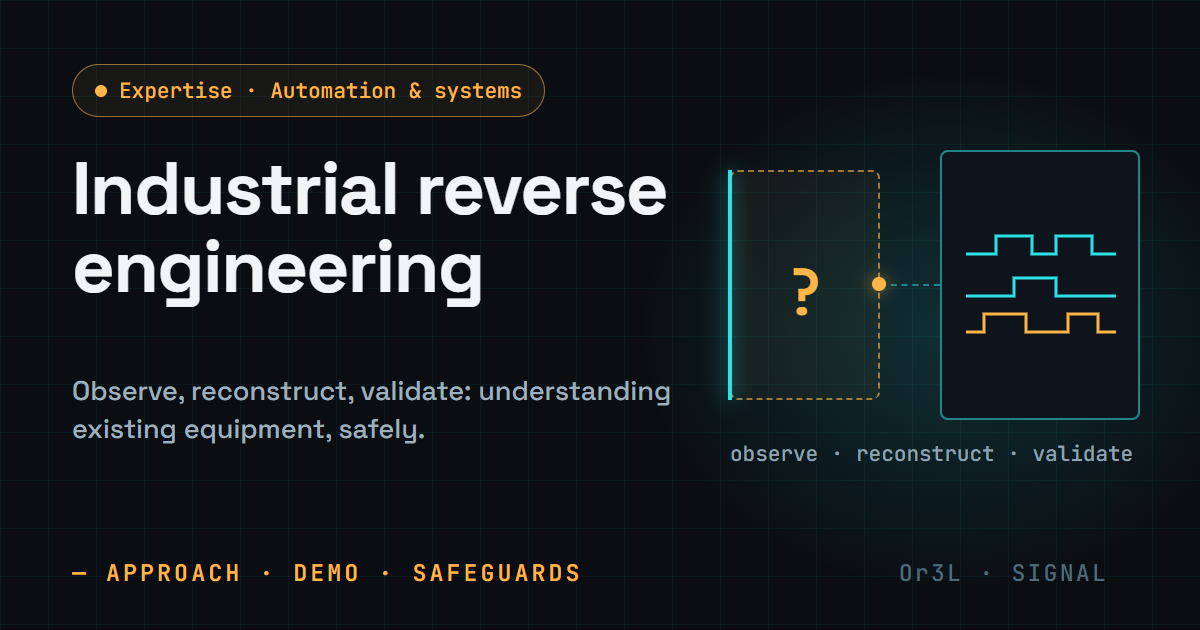 Expertise · Automation & systems
Industrial reverse
engineering
Observe, reconstruct, validate: understanding
existing equipment, safely.
?
observe · reconstruct · validate
— APPROACH · DEMO · SAFEGUARDS
Or3L · SIGNAL